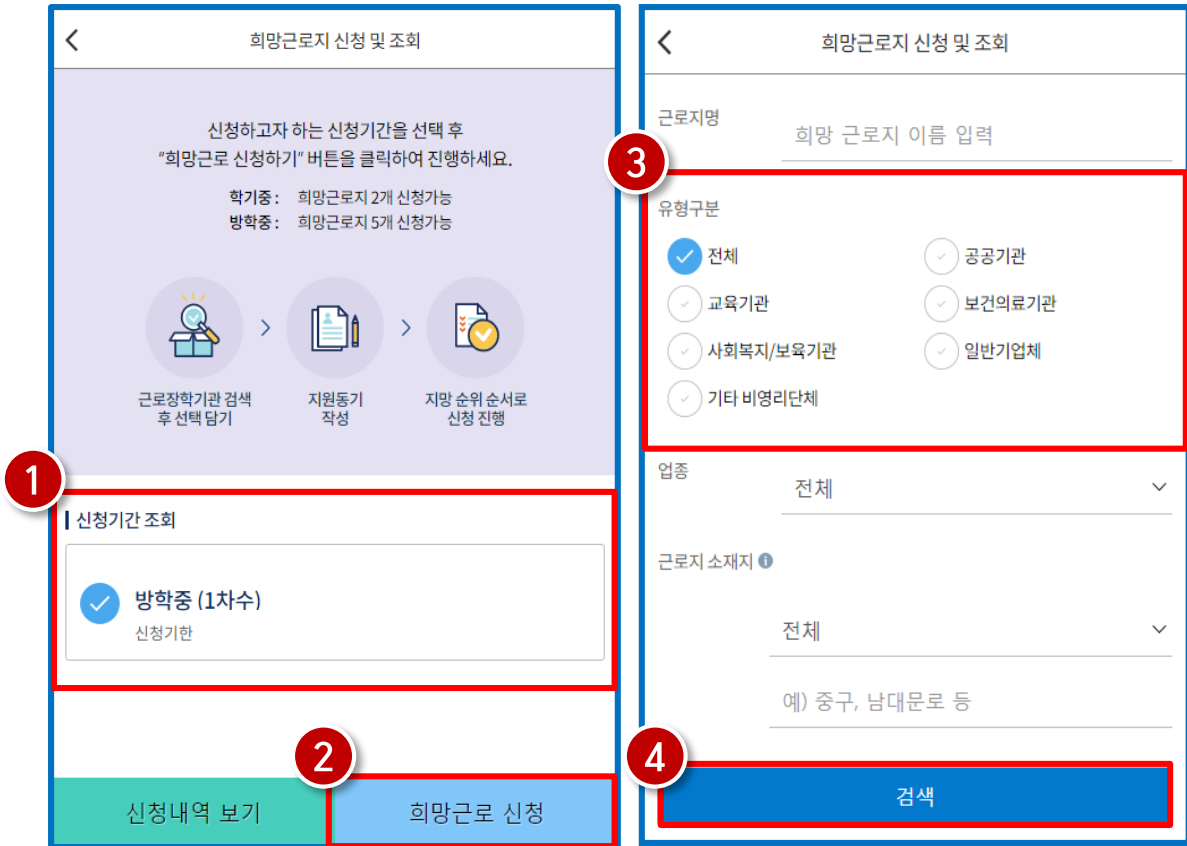 희망근로지 신청 및 조회
신청하고자 하는 신청기간을 선택 후
"희망근로 신청하기" 버튼을 클릭하여 진행하세요.
학기중 : 희망근로지 2개 신청가능
방학중 : 희망근로지 5개 신청가능
근로장학기관 검색
후 선택 담기
지원동기
작성
지망 순위 순서로
신청 진행
1
신청기간 조회
방학중 (1차수)
신청기한
2
신청내역 보기
희망근로 신청
희망근로지 신청 및 조회
근로지명
희망 근로지 이름 입력
3
유형구분
전체
공공기관
교육기관
보건의료기관
사회복지/보육기관
일반기업체
기타 비영리단체
업종
전체
근로지 소재지
전체
예) 중구, 남대문로 등
4
검색